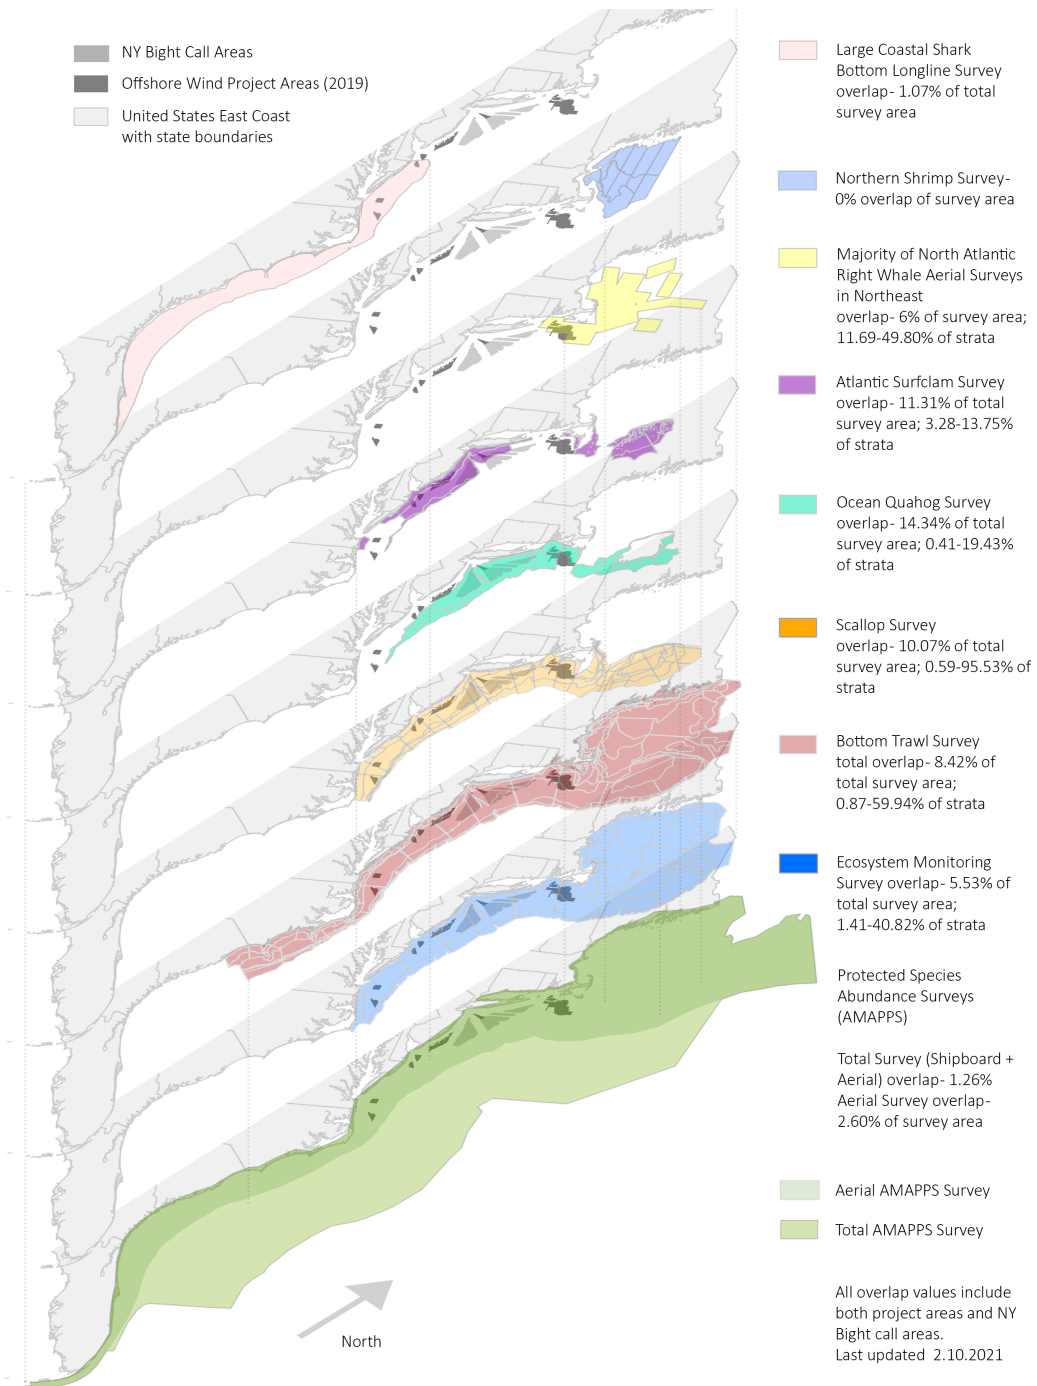 NY Bight Call Areas
Offshore Wind Project Areas (2019)
United States East Coast
with state boundaries
Large Coastal Shark
Bottom Longline Survey
overlap- 1.07% of total
survey area
Northern Shrimp Survey-
0% overlap of survey area
Majority of North Atlantic
Right Whale Aerial Surveys
in Northeast
overlap- 6% of survey area;
11.69-49.80% of strata
Atlantic Surfclam Survey
overlap- 11.31% of total
survey area; 3.28-13.75%
of strata
Ocean Quahog Survey
overlap- 14.34% of total
survey area; 0.41-19.43%
of strata
Scallop Survey
overlap- 10.07% of total
survey area; 0.59-95.53% of
strata
Bottom Trawl Survey
total overlap- 8.42% of
total survey area;
0.87-59.94% of strata
Ecosystem Monitoring
Survey overlap- 5.53% of
total survey area;
1.41-40.82% of strata
Protected Species
Abundance Surveys
(AMAPPS)
Total Survey (Shipboard +
Aerial) overlap- 1.26%
Aerial Survey overlap-
2.60% of survey area
Aerial AMAPPS Survey
Total AMAPPS Survey
All overlap values include
both project areas and NY
Bight call areas.
Last updated 2.10.2021
North